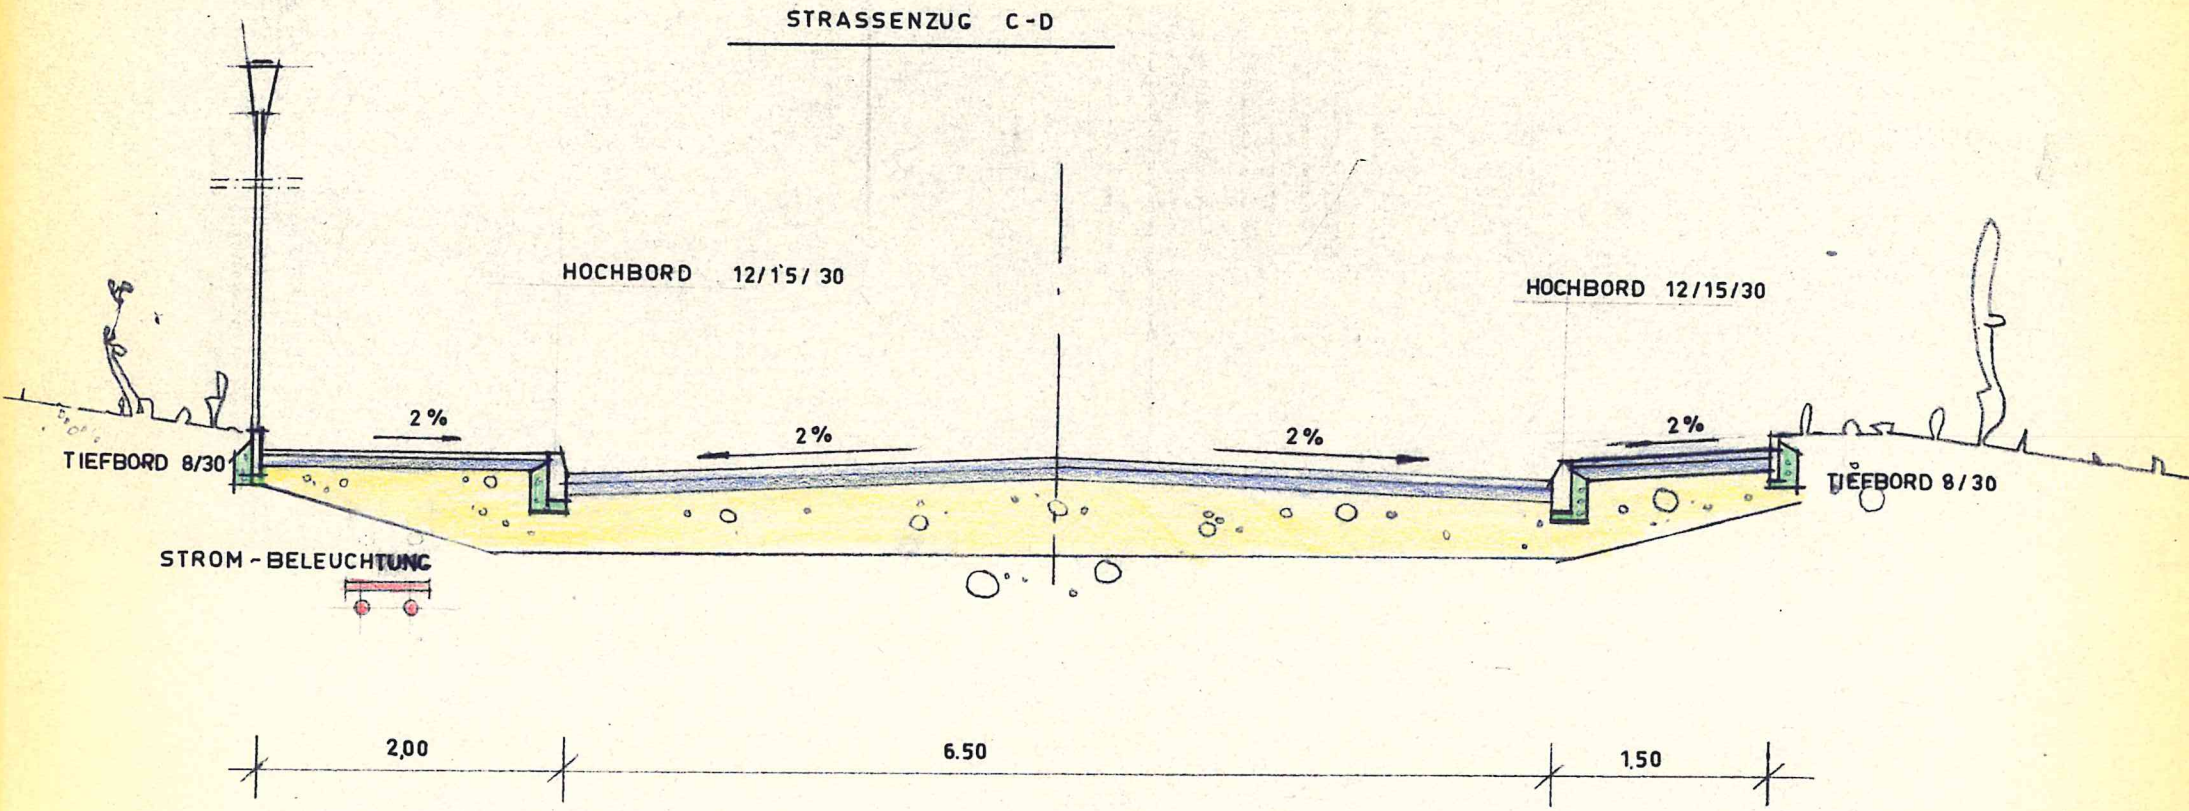 STRASSENZUG C-D
HOCHBORD 12/15/30
HOCHBORD 12/15/30
2%
2%
2%
2%
TIEFBORD 8/30
TIEFBORD 8/30
STROM-BELEUCHTUNG
2,00
6.50
1.50